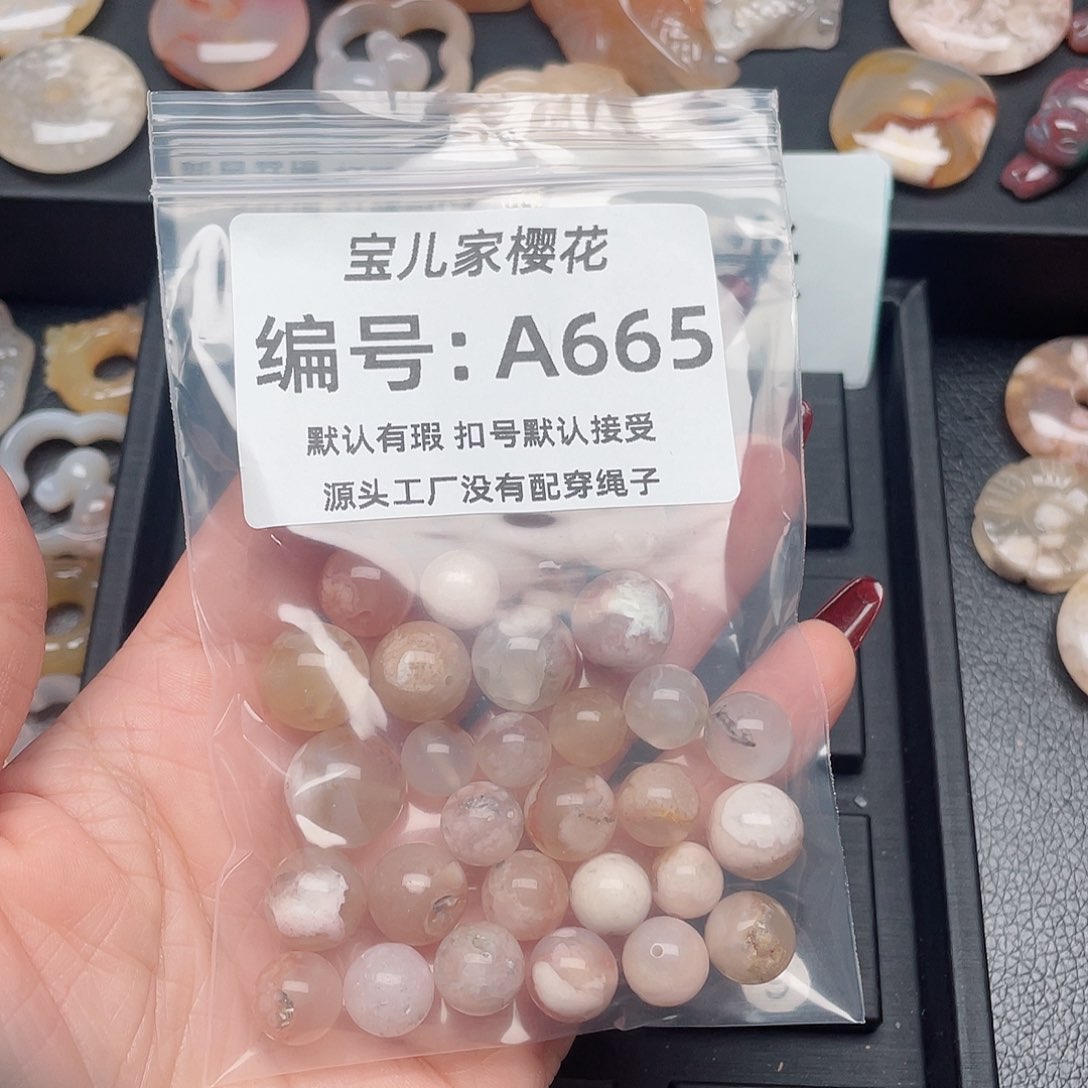 宝儿家樱花
编号：A665
默认有瑕 扣号默认接受
源头工厂没有配穿绳子